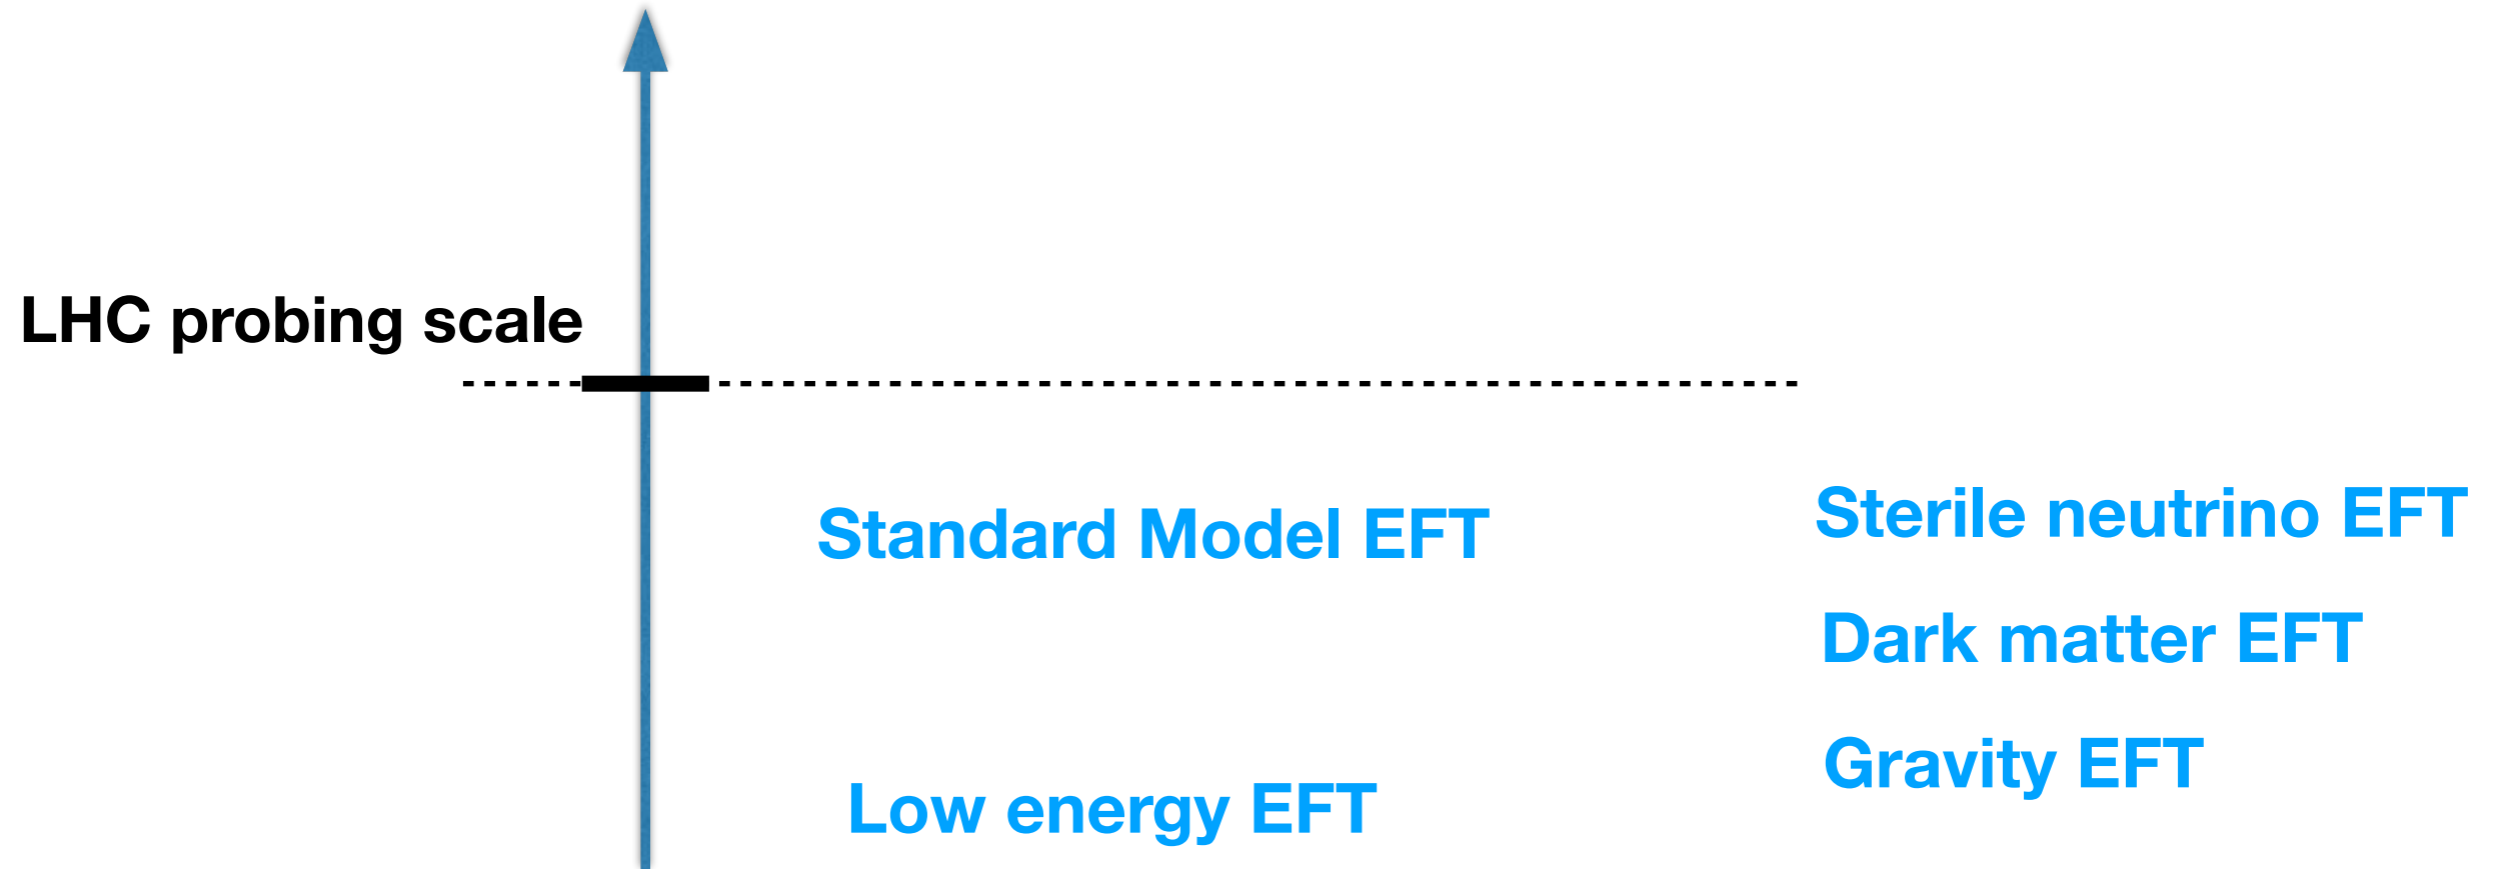 LHC probing scale
Standard Model EFT
Low energy EFT
Sterile neutrino EFT
Dark matter EFT
Gravity EFT